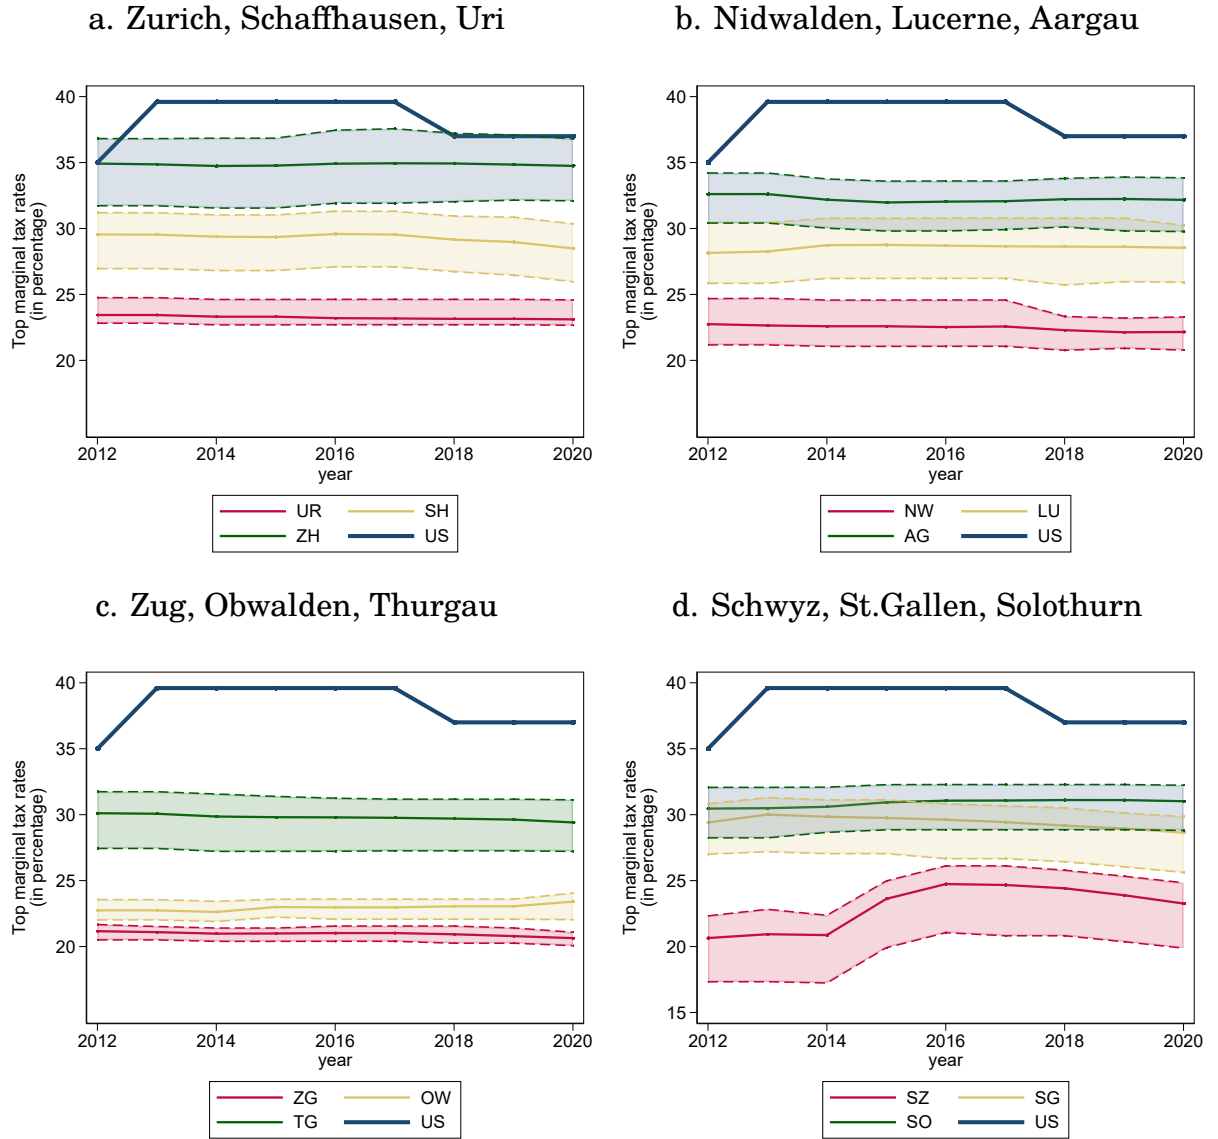 a. Zurich, Schaffhausen, Uri
Top marginal tax rates
(in percentage)
40
35
30
25
20
2012 2014 2016 2018 2020
year
UR SH
ZH US
b. Nidwalden, Lucerne, Aargau
Top marginal tax rates
(in percentage)
40
35
30
25
20
2012 2014 2016 2018 2020
year
NW LU
AG US
c. Zug, Obwalden, Thurgau
Top marginal tax rates
(in percentage)
40
35
30
25
20
2012 2014 2016 2018 2020
year
ZG OW
TG US
d. Schwyz, St.Gallen, Solothurn
Top marginal tax rates
(in percentage)
40
35
30
25
20
15
2012 2014 2016 2018 2020
year
SZ SG
SO US